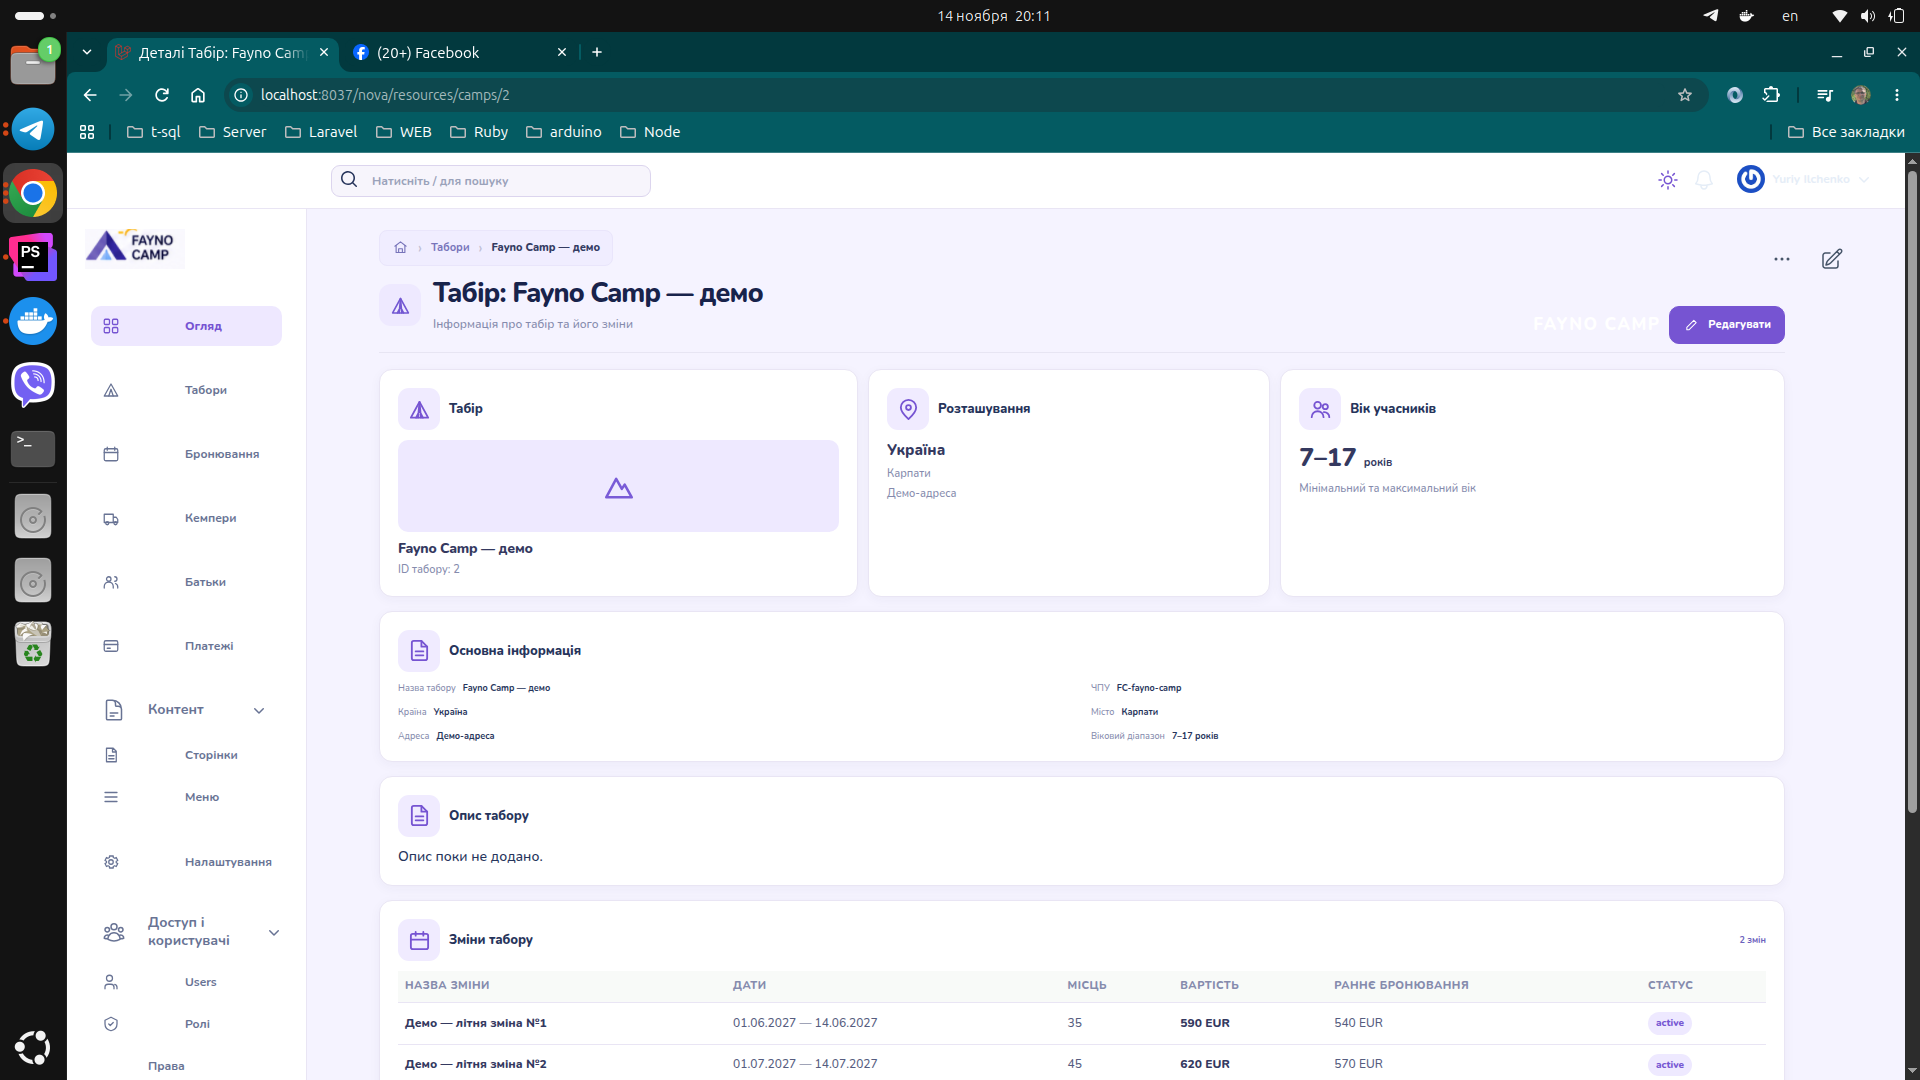 14 ноября 20:11
en
1
Деталі Табір: Fayno Cam
(20+) Facebook
localhost:8037/nova/resources/camps/2
t-sql
Server
Laravel
WEB
Ruby
arduino
Node
Все закладки
Натисніть / для пошуку
Yuriy Ilchenko
FAYNO
CAMP
Табори
Fayno Camp — демо
Табір: Fayno Camp — демо
Інформація про табір та його зміни
FAYNO CAMP
Редагувати
Огляд
Табори
Бронювання
Кемпери
Батьки
Платежі
Контент
Сторінки
Меню
Налаштування
Доступ і
користувачі
Users
Ролі
Права
Табір
Fayno Camp — демо
ID табору: 2
Розташування
Україна
Карпати
Демо-адреса
Вік учасників
7–17 років
Мінімальний та максимальний вік
Основна інформація
Назва табору Fayno Camp — демо
ЧПУ FC-fayno-camp
Країна Україна
Місто Карпати
Адреса Демо-адреса
Віковий діапазон 7–17 років
Опис табору
Опис поки не додано.
Зміни табору
2 змін
НАЗВА ЗМІНИ ДАТИ МІСЦЬ ВАРТІСТЬ РАННЄ БРОНЮВАННЯ СТАТУС
Демо — літня зміна №1 01.06.2027 — 14.06.2027 35 590 EUR 540 EUR active
Демо — літня зміна №2 01.07.2027 — 14.07.2027 45 620 EUR 570 EUR active
PS
>_